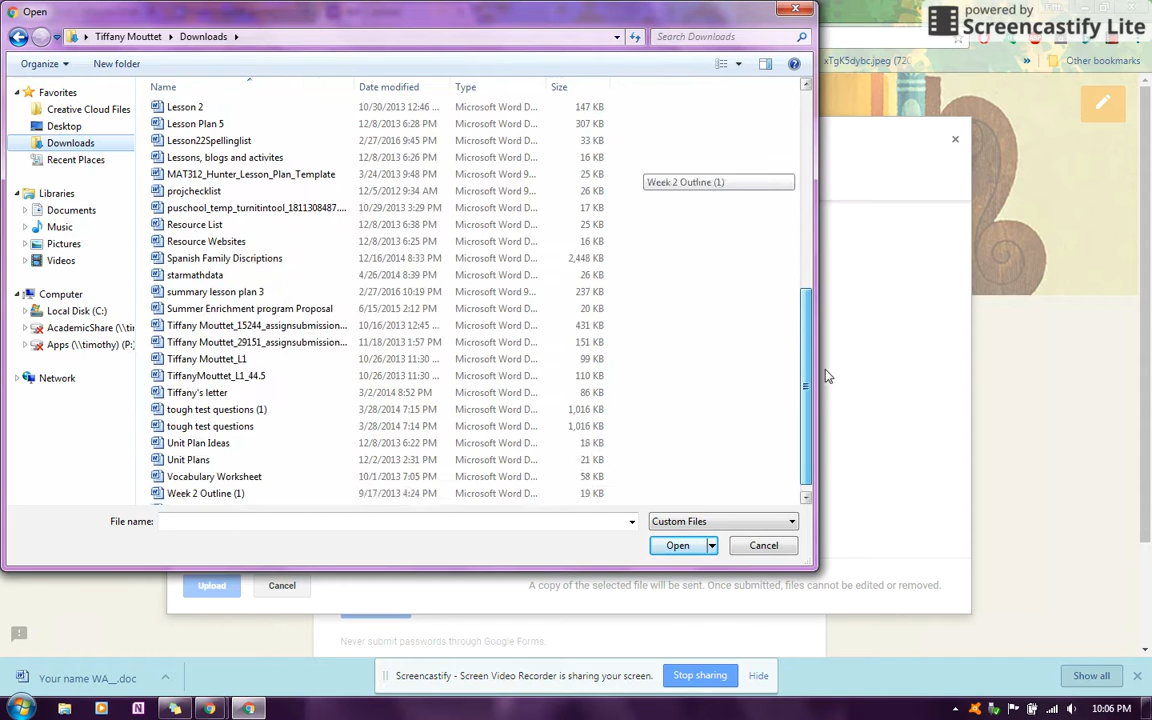 Open
powered by
Screencastify Lite
Tiffany Mouttet
Downloads
Search Downloads
xTgK5dybc.jpeg (720
Other bookmarks
Organize
New folder
Name
Date modified
Type
Size
Favorites
Creative Cloud Files
Desktop
Downloads
Recent Places
Libraries
Documents
Music
Pictures
Videos
Computer
Local Disk (C:)
AcademicShare (\\tir
Apps (\\timothy) (P:
Network
Lesson 2 10/30/2013 12:46 ... Microsoft Word D... 147 KB
Lesson Plan 5 12/8/2013 6:28 PM Microsoft Word D... 307 KB
Lesson22Spellinglist 2/27/2016 9:45 PM Microsoft Word D... 33 KB
Lessons, blogs and activites 12/8/2013 6:26 PM Microsoft Word D... 16 KB
MAT312_Hunter_Lesson_Plan_Template 3/24/2013 9:48 PM Microsoft Word 9... 25 KB
projchecklist 12/5/2012 9:34 AM Microsoft Word 9... 26 KB
puschool_temp_turnitintool_1811308487.... 10/29/2013 3:29 PM Microsoft Word D... 17 KB
Resource List 12/8/2013 6:38 PM Microsoft Word D... 25 KB
Resource Websites 12/8/2013 6:25 PM Microsoft Word D... 16 KB
Spanish Family Discriptions 12/16/2014 8:33 PM Microsoft Word D... 2,448 KB
starmathdata 4/26/2014 8:39 PM Microsoft Word D... 26 KB
summary lesson plan 3 2/27/2016 10:19 PM Microsoft Word 9... 237 KB
Summer Enrichment program Proposal 6/15/2015 2:12 PM Microsoft Word D... 20 KB
Tiffany Mouttet_15244_assignsubmission... 10/16/2013 12:45 ... Microsoft Word D... 431 KB
Tiffany Mouttet_29151_assignsubmission... 11/18/2013 1:57 PM Microsoft Word D... 151 KB
Tiffany Mouttet_L1 10/26/2013 11:30 ... Microsoft Word D... 99 KB
TiffanyMouttet_L1_44.5 10/26/2013 11:30 ... Microsoft Word D... 110 KB
Tiffany's letter 3/2/2014 8:52 PM Microsoft Word D... 86 KB
tough test questions (1) 3/28/2014 7:15 PM Microsoft Word D... 1,016 KB
tough test questions 3/28/2014 7:14 PM Microsoft Word D... 1,016 KB
Unit Plan Ideas 12/8/2013 6:22 PM Microsoft Word D... 18 KB
Unit Plans 12/2/2013 2:31 PM Microsoft Word D... 21 KB
Vocabulary Worksheet 10/1/2013 7:05 PM Microsoft Word D... 58 KB
Week 2 Outline (1) 9/17/2013 4:24 PM Microsoft Word D... 19 KB
Week 2 Outline (1)
File name:
Custom Files
Open
Cancel
Upload
Cancel
A copy of the selected file will be sent. Once submitted, files cannot be edited or removed.
Never submit passwords through Google Forms.
Your name WA__.doc
Screencastify - Screen Video Recorder is sharing your screen.
Stop sharing
Hide
Show all
10:06 PM